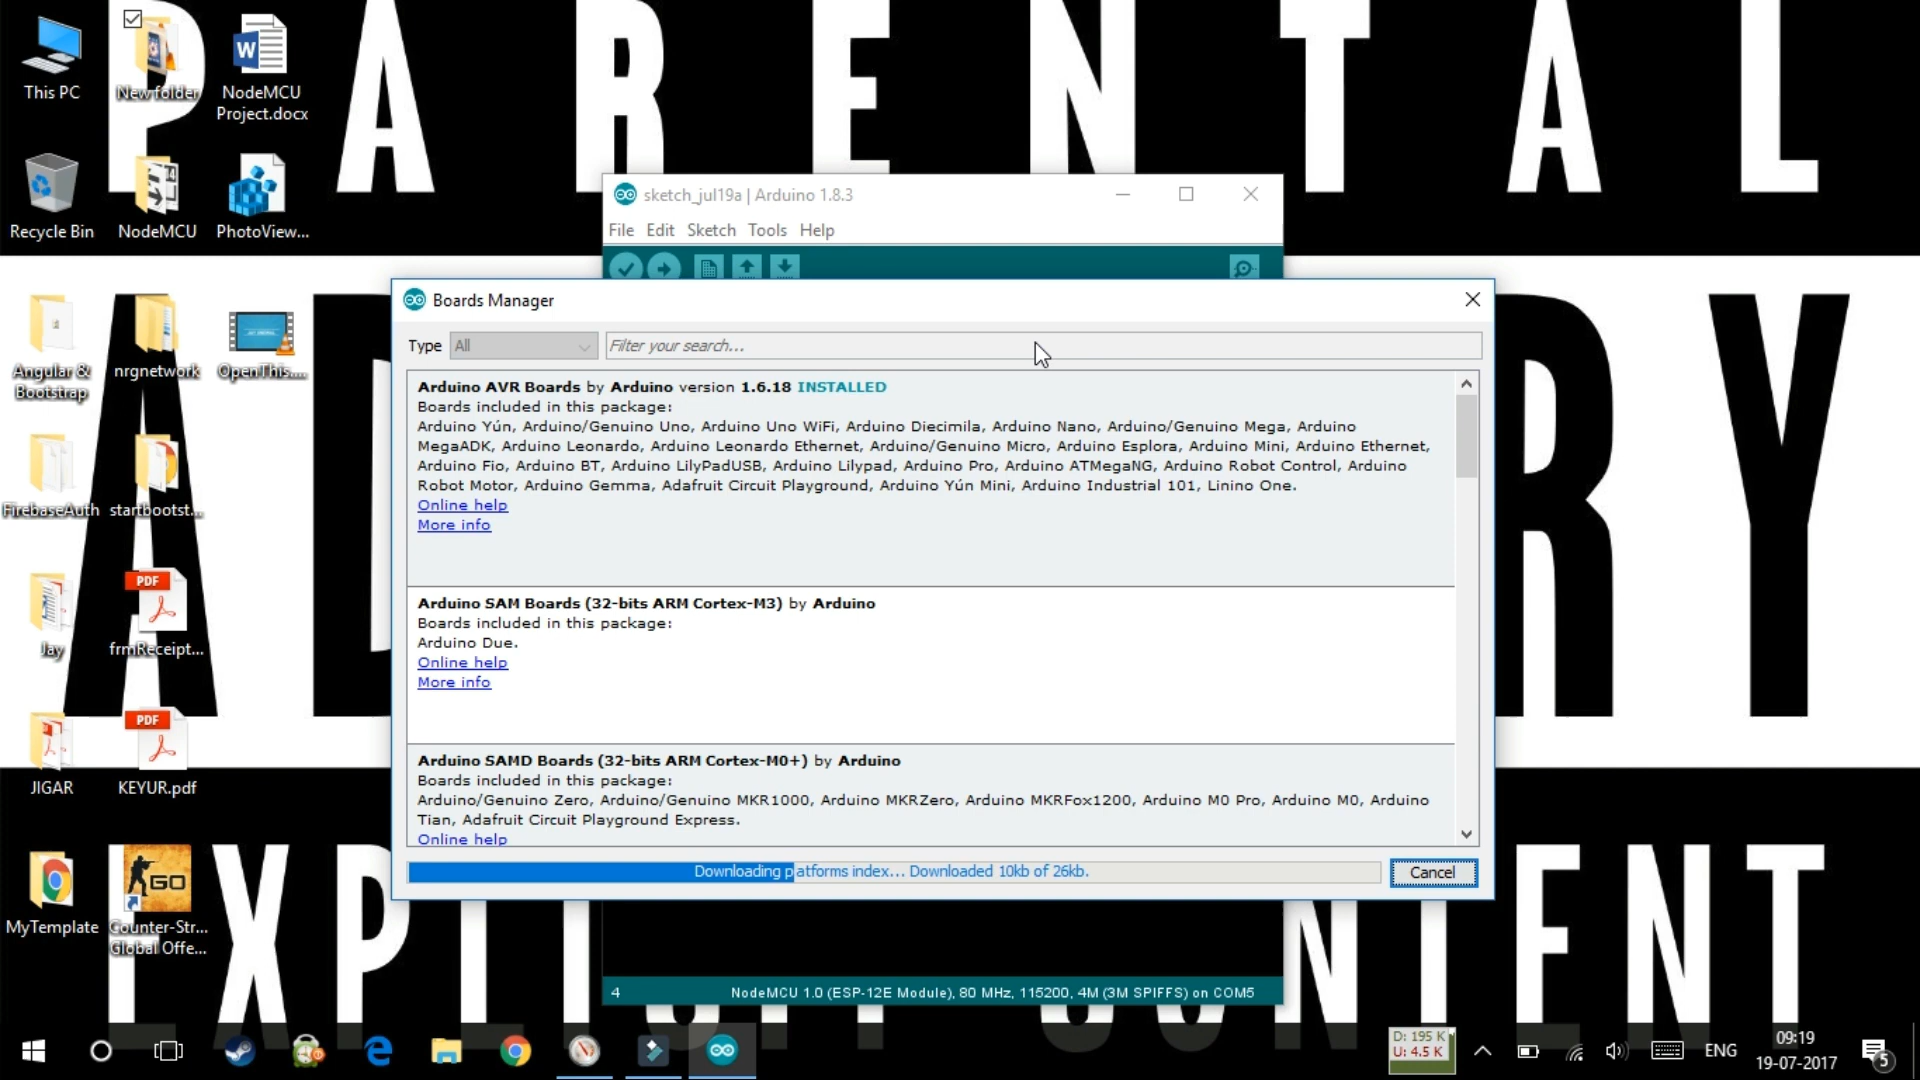 PARENTAL
This PC
New folder
NodeMCU
Project.docx
Recycle Bin
NodeMCU
PhotoView...
sketch_jul19a | Arduino 1.8.3
File Edit Sketch Tools Help
Angular &
Bootstrap
nrgnetwork
OpenThis....
FirebaseAuth
startbootst...
Jay
PDF
frmReceipt...
JIGAR
PDF
KEYUR.pdf
MyTemplate
GO
Counter-Str...
Global Offe...
Boards Manager
Type All Filter your search...
Arduino AVR Boards by Arduino version 1.6.18 INSTALLED
Boards included in this package:
Arduino Yún, Arduino/Genuino Uno, Arduino Uno WiFi, Arduino Diecimila, Arduino Nano, Arduino/Genuino Mega, Arduino
MegaADK, Arduino Leonardo, Arduino Leonardo Ethernet, Arduino/Genuino Micro, Arduino Esplora, Arduino Mini, Arduino Ethernet,
Arduino Fio, Arduino BT, Arduino LilyPadUSB, Arduino Lilypad, Arduino Pro, Arduino ATMegaNG, Arduino Robot Control, Arduino
Robot Motor, Arduino Gemma, Adafruit Circuit Playground, Arduino Yún Mini, Arduino Industrial 101, Linino One.
Online help
More info
Arduino SAM Boards (32-bits ARM Cortex-M3) by Arduino
Boards included in this package:
Arduino Due.
Online help
More info
Arduino SAMD Boards (32-bits ARM Cortex-M0+) by Arduino
Boards included in this package:
Arduino/Genuino Zero, Arduino/Genuino MKR1000, Arduino MKRZero, Arduino MKRFox1200, Arduino M0 Pro, Arduino M0, Arduino
Tian, Adafruit Circuit Playground Express.
Online help
Downloading platforms index... Downloaded 10kb of 26kb.
Cancel
4 NodeMCU 1.0 (ESP-12E Module), 80 MHz, 115200, 4M (3M SPIFFS) on COM5
D: 195 K
U: 4.5 K
ENG
09:19
19-07-2017
5